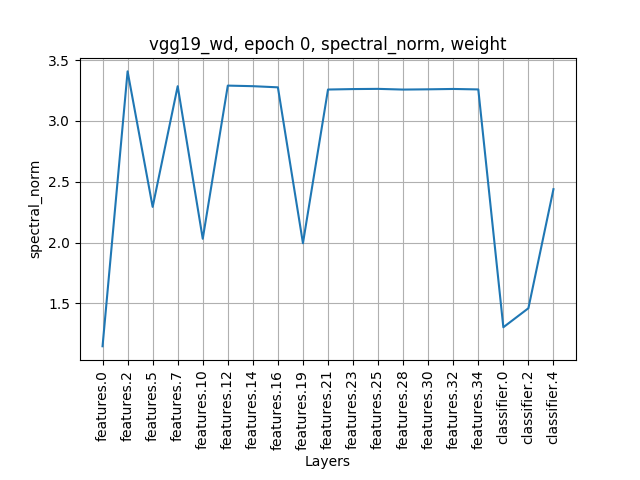 vgg19_wd, epoch 0, spectral_norm, weight
3.5
3.0
2.5
2.0
1.5
spectral_norm
features.0
features.2
features.5
features.7
features.10
features.12
features.14
features.16
features.19
features.21
features.23
features.25
features.28
features.30
features.32
features.34
classifier.0
classifier.2
classifier.4
Layers